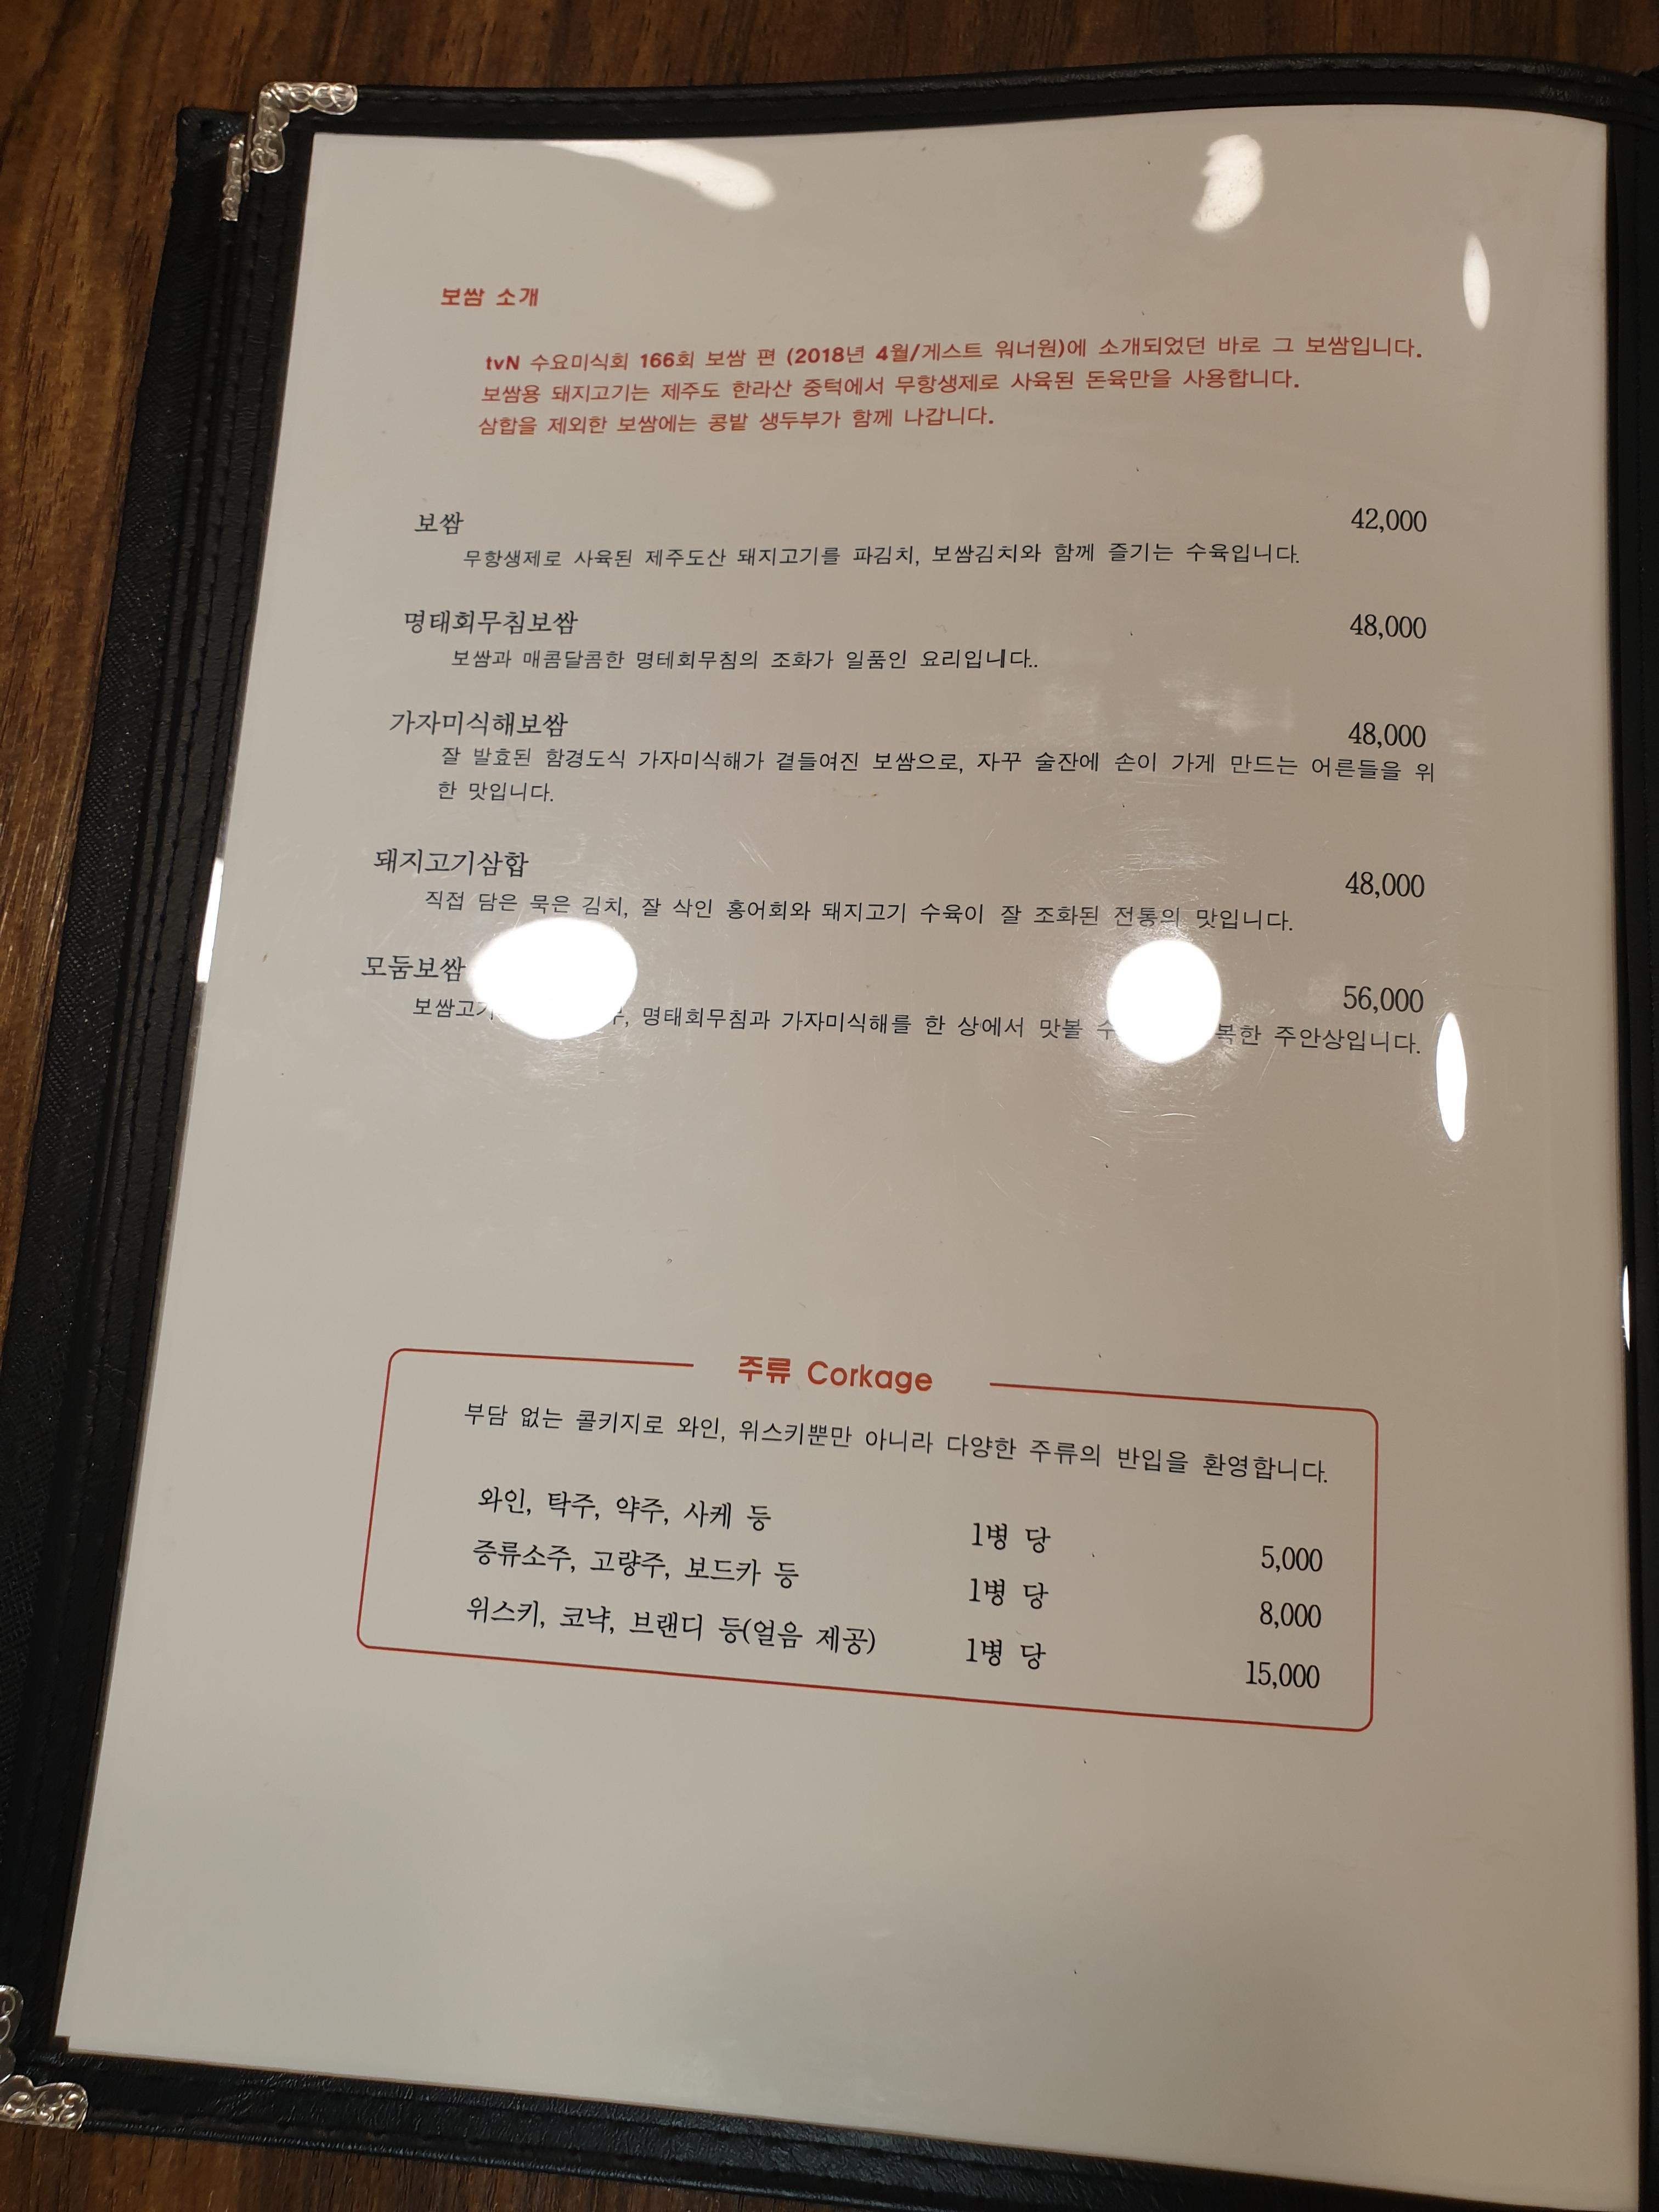 보쌈 소개
tvN 수요미식회 166회 보쌈 편 (2018년 4월/게스트 워너원)에 소개되었던 바로 그 보쌈입니다.
보쌈용 돼지고기는 제주도 한라산 중턱에서 무항생제로 사육된 돈육만을 사용합니다.
삼합을 제외한 보쌈에는 콩밭 생두부가 함께 나갑니다.
보쌈 42,000
무항생제로 사육된 제주도산 돼지고기를 파김치, 보쌈김치와 함께 즐기는 수육입니다.
명태회무침보쌈 48,000
보쌈과 매콤달콤한 명테회무침의 조화가 일품인 요리입니다..
가자미식해보쌈 48,000
잘 발효된 함경도식 가자미식해가 곁들여진 보쌈으로, 자꾸 술잔에 손이 가게 만드는 어른들을 위
한 맛입니다.
돼지고기삼합 48,000
직접 담은 묵은 김치, 잘 삭인 홍어회와 돼지고기 수육이 잘 조화된 전통의 맛입니다.
모둠보쌈 56,000
명태회무침과 가자미식해를 한 상에서 맛볼 주안상입니다.
주류 Corkage
부담 없는 콜키지로 와인, 위스키뿐만 아니라 다양한 주류의 반입을 환영합니다.
와인, 탁주, 약주, 사케 등 1병 당 5,000
증류소주, 고량주, 보드카 등 1병 당 8,000
위스키, 코냑, 브랜디 등(얼음 제공) 1병 당 15,000